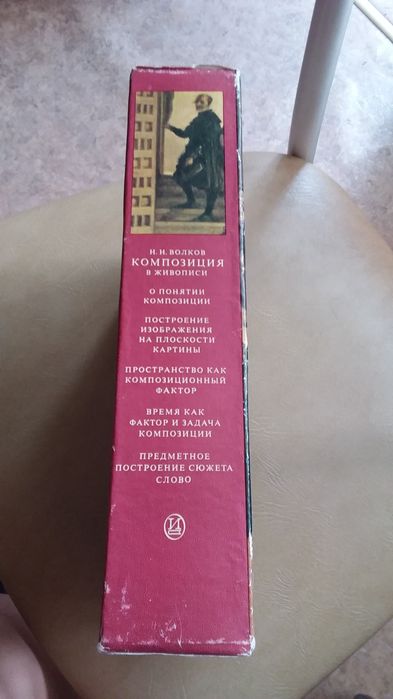 Н. Н. ВОЛКОВ
КОМПОЗИЦИЯ
В ЖИВОПИСИ
О ПОНЯТИИ
КОМПОЗИЦИИ
ПОСТРОЕНИЕ
ИЗОБРАЖЕНИЯ
НА ПЛОСКОСТИ
КАРТИНЫ
ПРОСТРАНСТВО КАК
КОМПОЗИЦИОННЫЙ
ФАКТОР
ВРЕМЯ КАК
ФАКТОР И ЗАДАЧА
КОМПОЗИЦИИ
ПРЕДМЕТНОЕ
ПОСТРОЕНИЕ СЮЖЕТА
СЛОВО